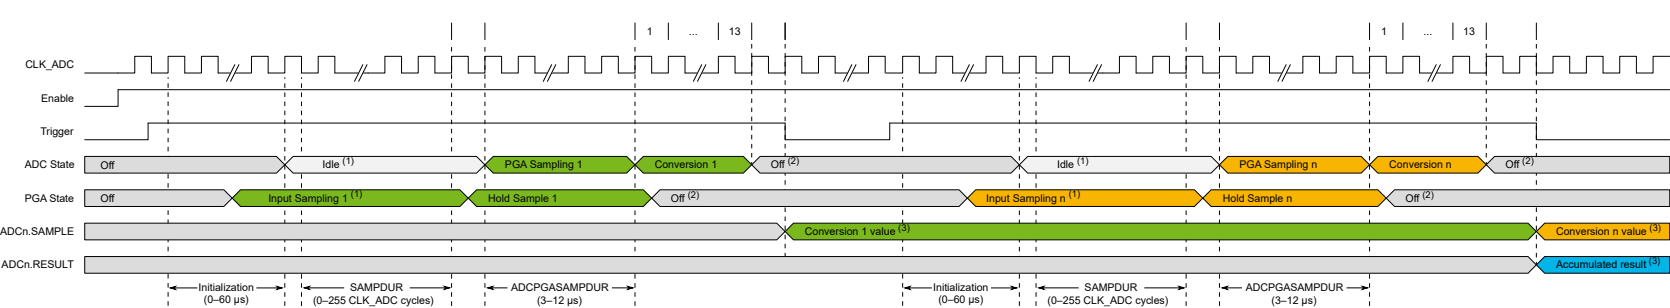 1 ... 13 1 ... 13
CLK_ADC
Enable
Trigger
ADC State Off Idle (1) PGA Sampling 1 Conversion 1 Off (2) Idle (1) PGA Sampling n Conversion n Off (2)
PGA State Off Input Sampling 1 (1) Hold Sample 1 Off (2) Input Sampling n (1) Hold Sample n Off (2)
ADCn.SAMPLE Conversion 1 value (3) Conversion n value (3)
ADCn.RESULT Accumulated result (3)
Initialization SAMPDUR ADCPGASAMPDUR Initialization SAMPDUR ADCPGASAMPDUR
(0–60 µs) (0–255 CLK_ADC cycles) (3–12 µs) (0–60 µs) (0–255 CLK_ADC cycles) (3–12 µs)